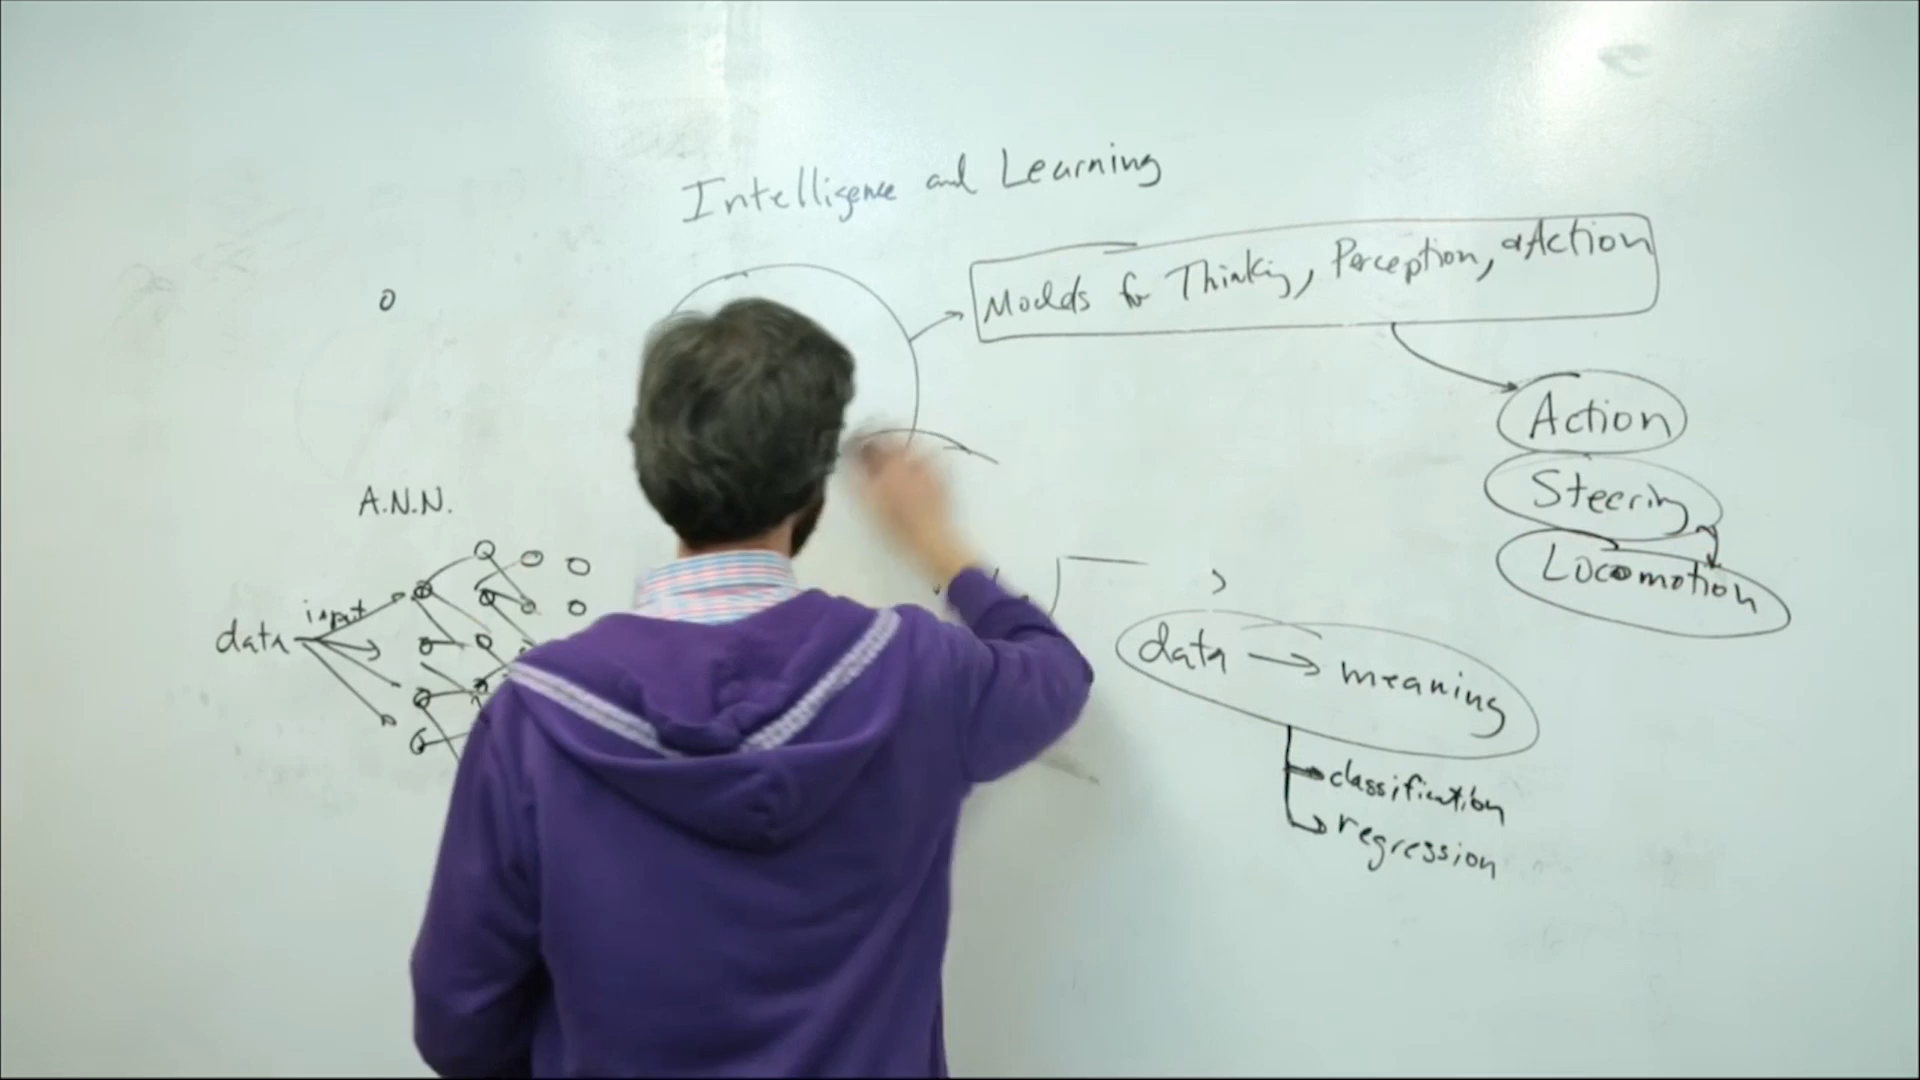 Intelligence and Learning
Models for Thinking, Perception, & Action
Action
Steering
Locomotion
A.N.N.
input
data
data → meaning
classification
regression